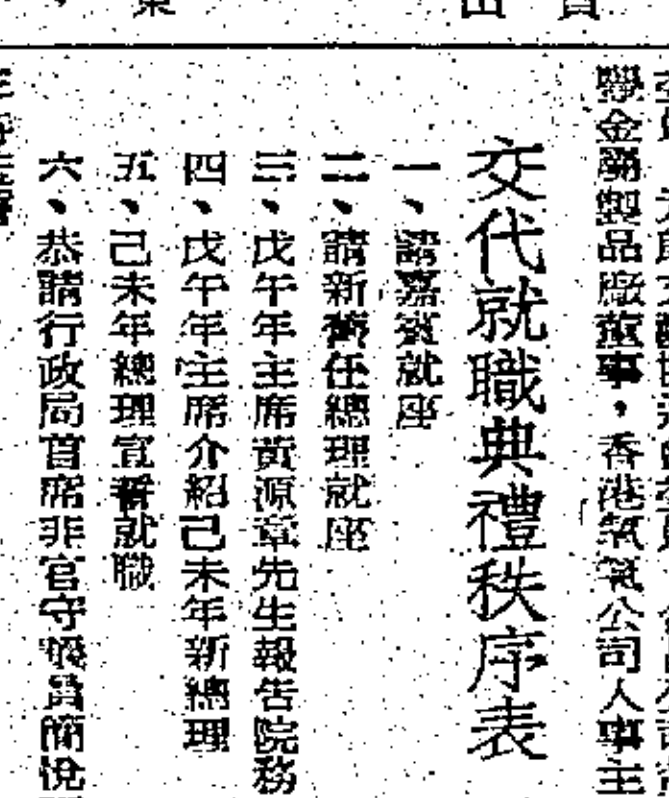 學金屬製品廠董事，香港氧氣公司人事主
交代就職典禮秩序表
一、請嘉賓就座
二、請新舊任總理就座
三、戊午年主席黃源章先生報告院務
四、戊午年主席介紹己未年新總理
五、己未年總理宣誓就職
六、恭請行政局首席非官守議員簡悅